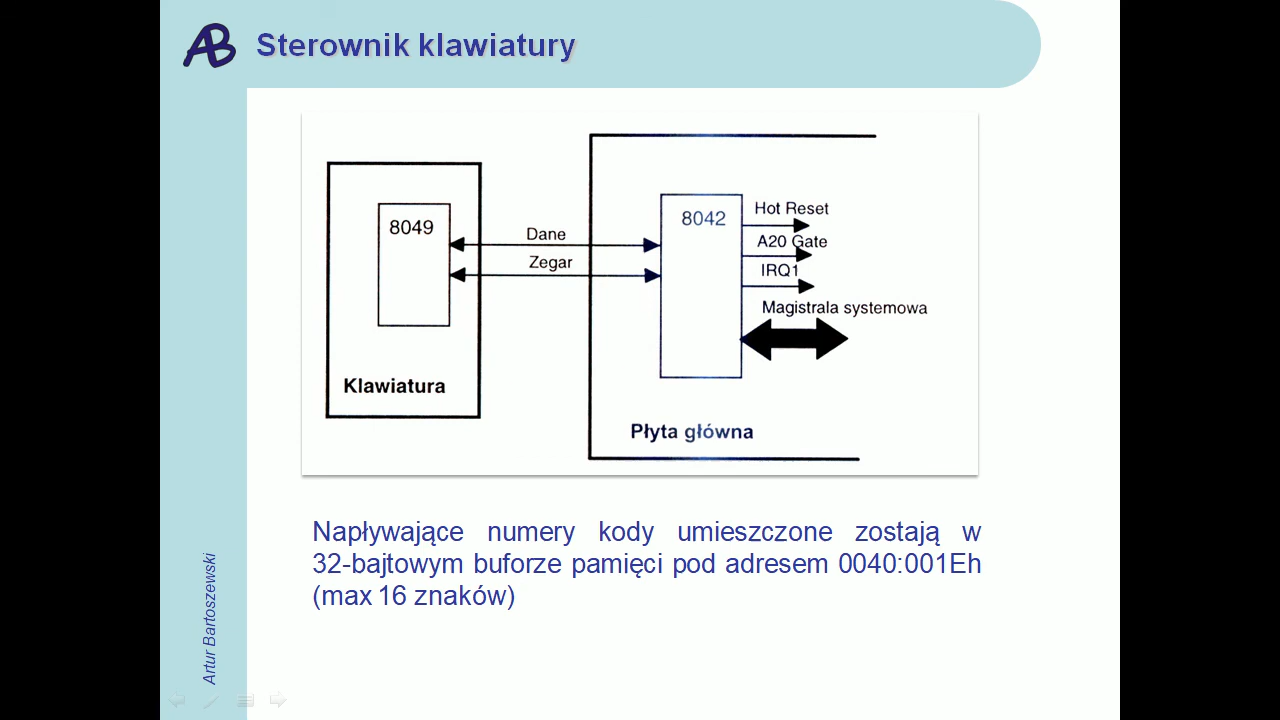 AB Sterownik klawiatury
8049
Dane
Zegar
Klawiatura
8042
Hot Reset
A20 Gate
IRQ1
Magistrala systemowa
Płyta główna
Napływające numery kody umieszczone zostają w
32-bajtowym buforze pamięci pod adresem 0040:001Eh
(max 16 znaków)
Artur Bartoszewski